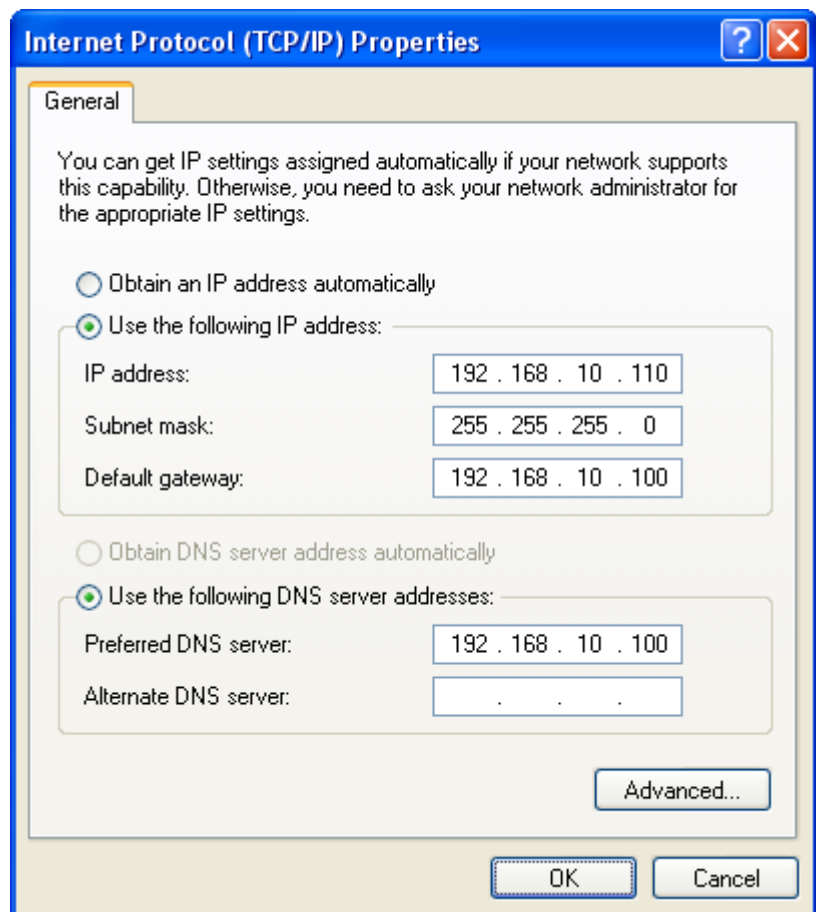 Internet Protocol (TCP/IP) Properties
?
General
You can get IP settings assigned automatically if your network supports
this capability. Otherwise, you need to ask your network administrator for
the appropriate IP settings.
Obtain an IP address automatically
Use the following IP address:
IP address: 192 . 168 . 10 . 110
Subnet mask: 255 . 255 . 255 . 0
Default gateway: 192 . 168 . 10 . 100
Obtain DNS server address automatically
Use the following DNS server addresses:
Preferred DNS server: 192 . 168 . 10 . 100
Alternate DNS server: . . .
Advanced...
OK Cancel